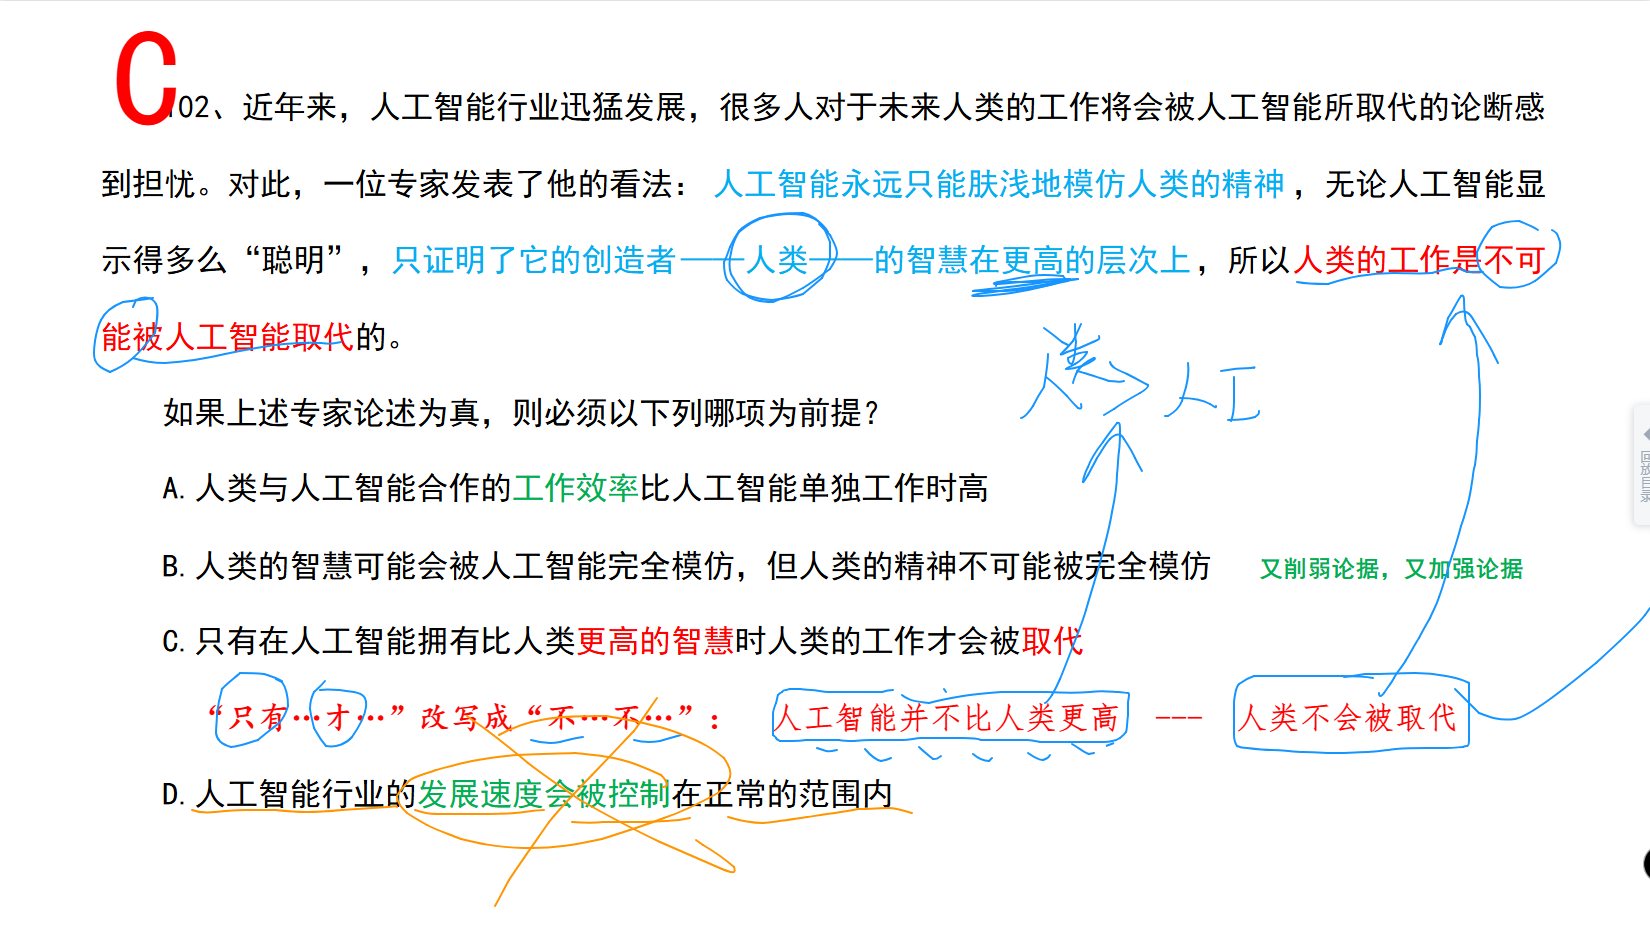 C
102、近年来，人工智能行业迅猛发展，很多人对于未来人类的工作将会被人工智能所取代的论断感
到担忧。对此，一位专家发表了他的看法：人工智能永远只能肤浅地模仿人类的精神，无论人工智能显
示得多么“聪明”，只证明了它的创造者——人类——的智慧在更高的层次上，所以人类的工作是不可
能被人工智能取代的。
人类>人工
如果上述专家论述为真，则必须以下列哪项为前提？
A.人类与人工智能合作的工作效率比人工智能单独工作时高
B.人类的智慧可能会被人工智能完全模仿，但人类的精神不可能被完全模仿 又削弱论据，又加强论据
C.只有在人工智能拥有比人类更高的智慧时人类的工作才会被取代
“只有…才…”改写成“不…不…”： 人工智能并不比人类更高 --- 人类不会被取代
D.人工智能行业的发展速度会被控制在正常的范围内
回放目录